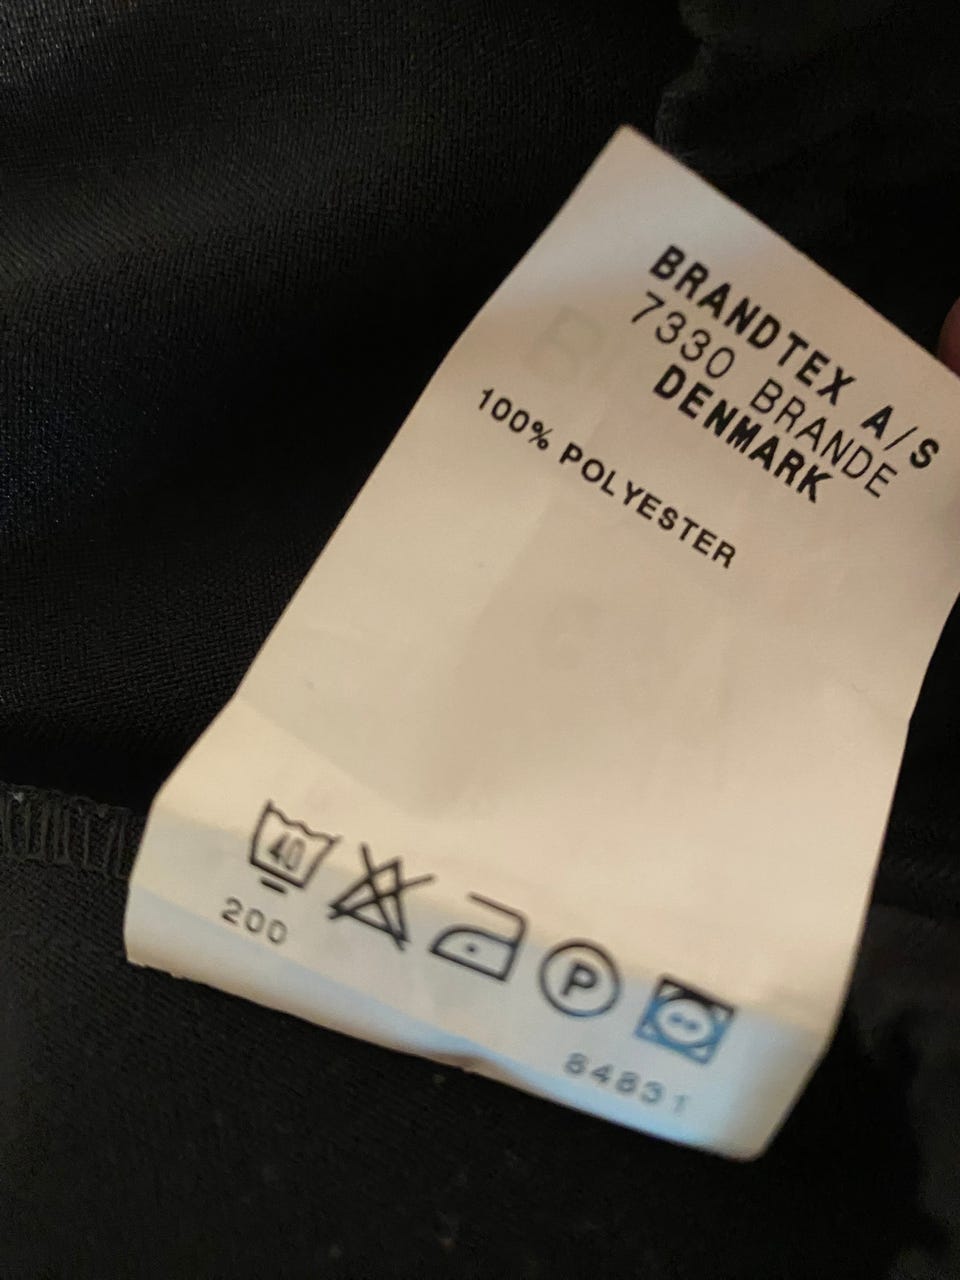 BRANDTEX A/S
7330 BRANDE
DENMARK
100% POLYESTER
40
P
200
84831